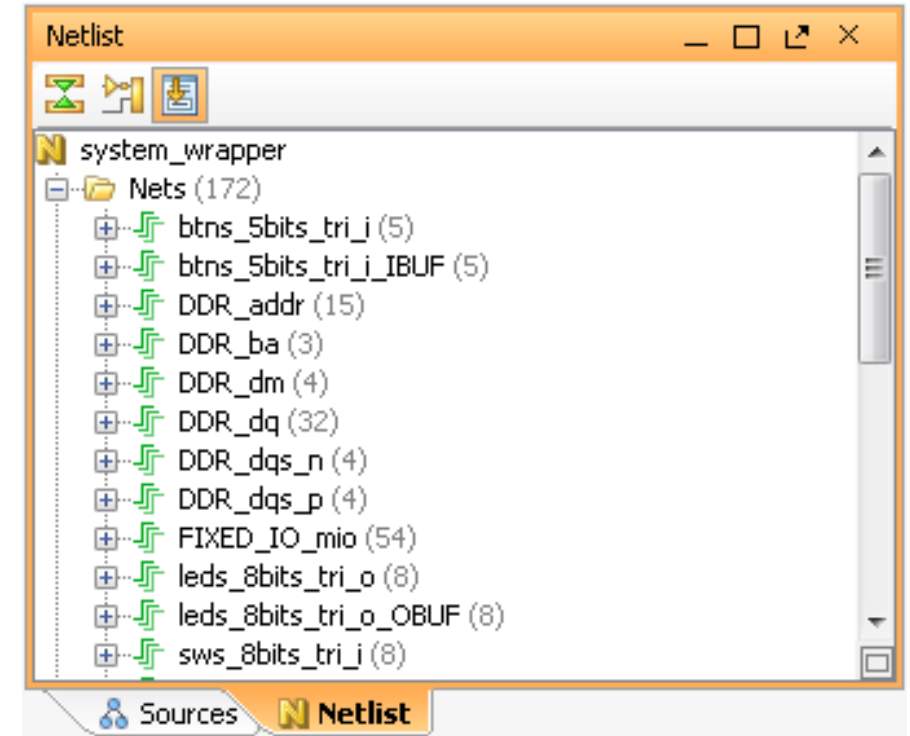 Netlist
system_wrapper
Nets (172)
btns_5bits_tri_i (5)
btns_5bits_tri_i_IBUF (5)
DDR_addr (15)
DDR_ba (3)
DDR_dm (4)
DDR_dq (32)
DDR_dqs_n (4)
DDR_dqs_p (4)
FIXED_IO_mio (54)
leds_8bits_tri_o (8)
leds_8bits_tri_o_OBUF (8)
sws_8bits_tri_i (8)
Sources Netlist